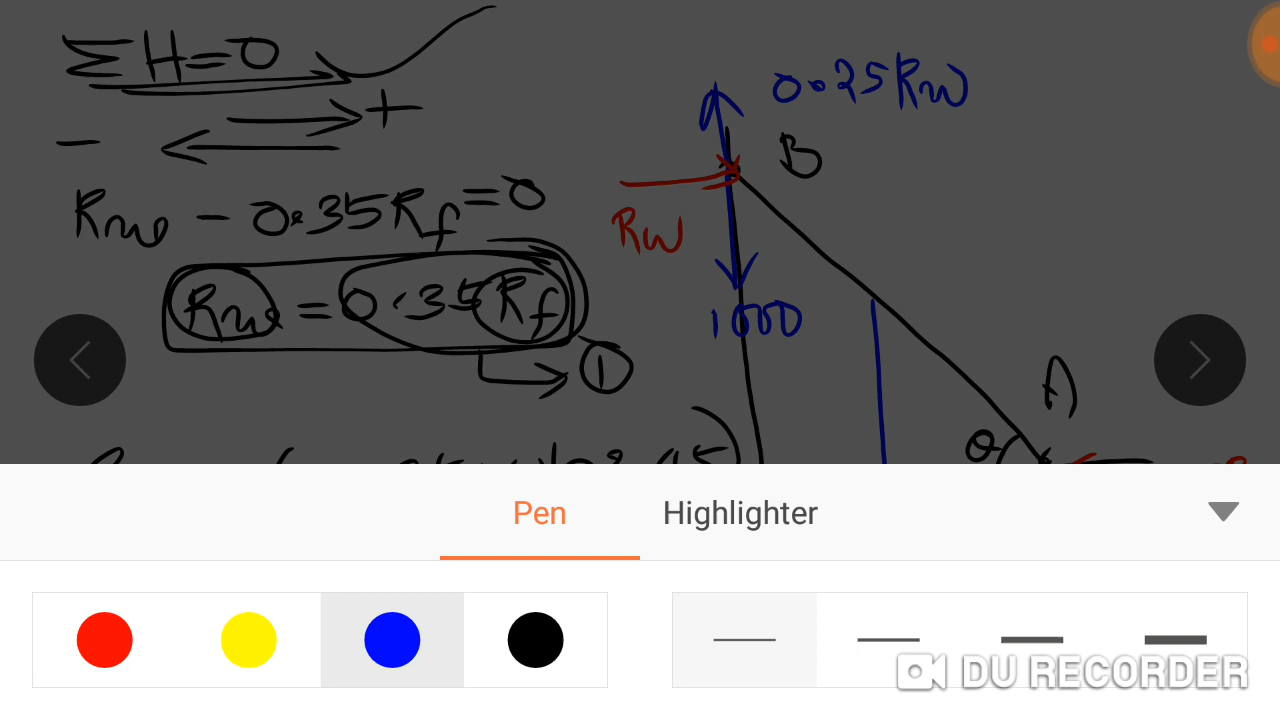 ΣH=0
+
-
Rw - 0.35Rf=0
Rw = 0.35Rf
1
0.25Rw
B
Rw
1000
A
θ
Pen
Highlighter
DU RECORDER